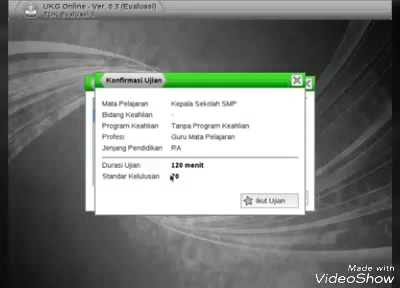 UKG Online - Ver. 0.3 (Evaluasi)
Konfirmasi Ujian
Mata Pelajaran Kepala Sekolah SMP
Bidang Keahlian -
Program Keahlian Tanpa Program Keahlian
Profesi Guru Mata Pelajaran
Jenjang Pendidikan RA
Durasi Ujian 120 menit
Standar Kelulusan 70
Ikut Ujian
Made with
VideoShow